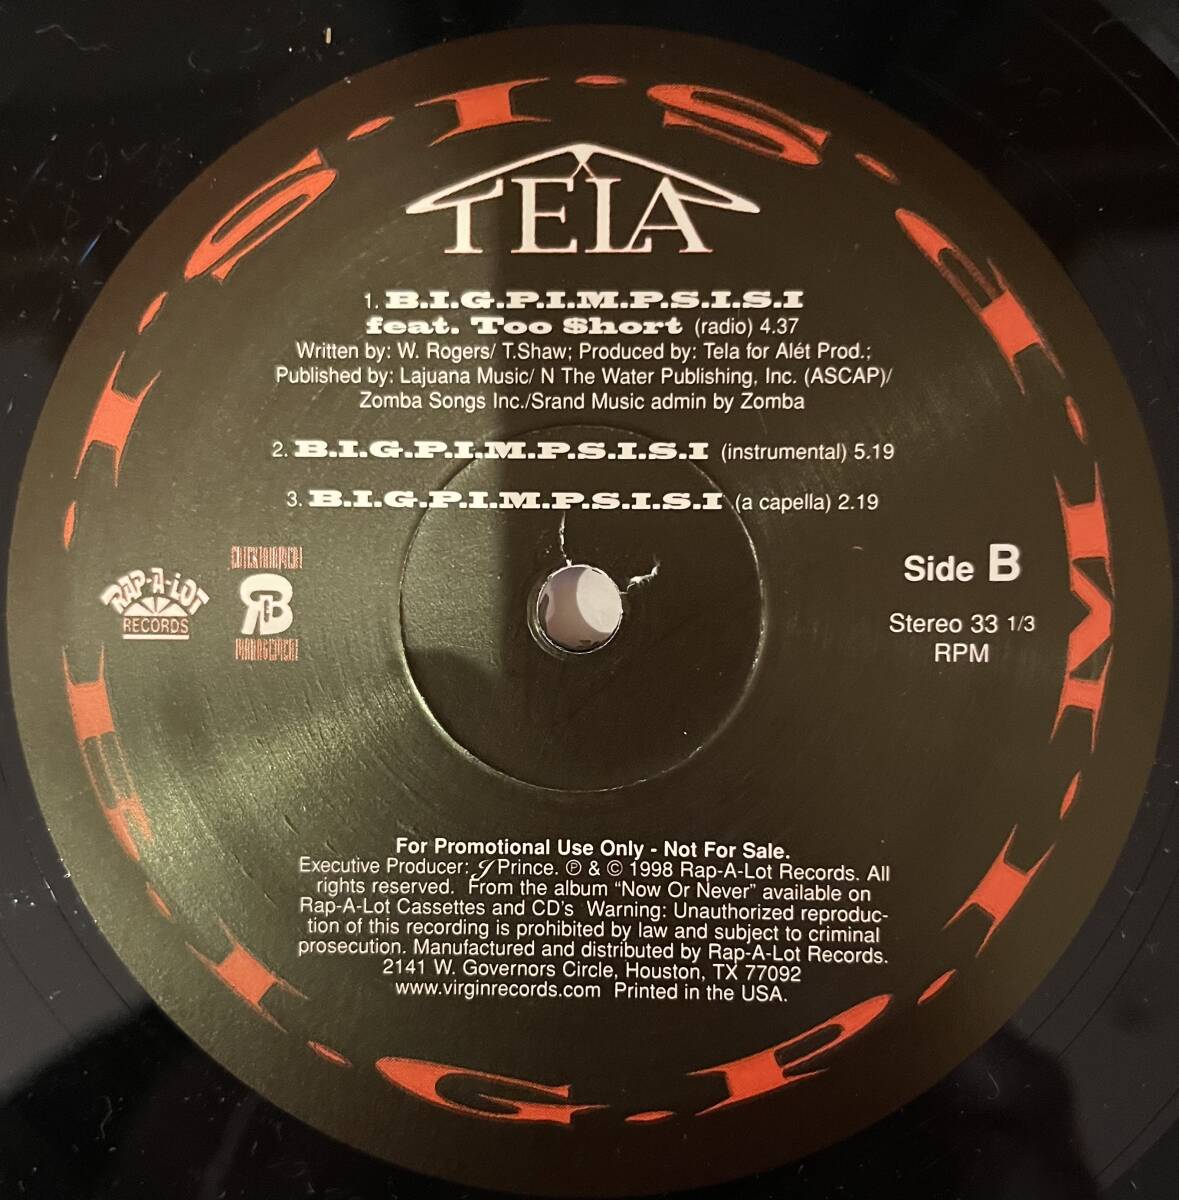 B.I.G.P.I.M.P.S.I.S.I.
TELA
1. B.I.G.P.I.M.P.S.I.S.I
feat. Too $hort (radio) 4.37
Written by: W. Rogers/ T.Shaw; Produced by: Tela for Alét Prod.;
Published by: Lajuana Music/ N The Water Publishing, Inc. (ASCAP)/
Zomba Songs Inc./Srand Music admin by Zomba
2. B.I.G.P.I.M.P.S.I.S.I (instrumental) 5.19
3. B.I.G.P.I.M.P.S.I.S.I (a capella) 2.19
RAP-A-LOT
RECORDS
MANAGEMENT
Side B
Stereo 33 1/3
RPM
For Promotional Use Only - Not For Sale.
Executive Producer: J Prince. ℗ & © 1998 Rap-A-Lot Records. All
rights reserved. From the album “Now Or Never” available on
Rap-A-Lot Cassettes and CD's Warning: Unauthorized reproduc-
tion of this recording is prohibited by law and subject to criminal
prosecution. Manufactured and distributed by Rap-A-Lot Records.
2141 W. Governors Circle, Houston, TX 77092
www.virginrecords.com Printed in the USA.